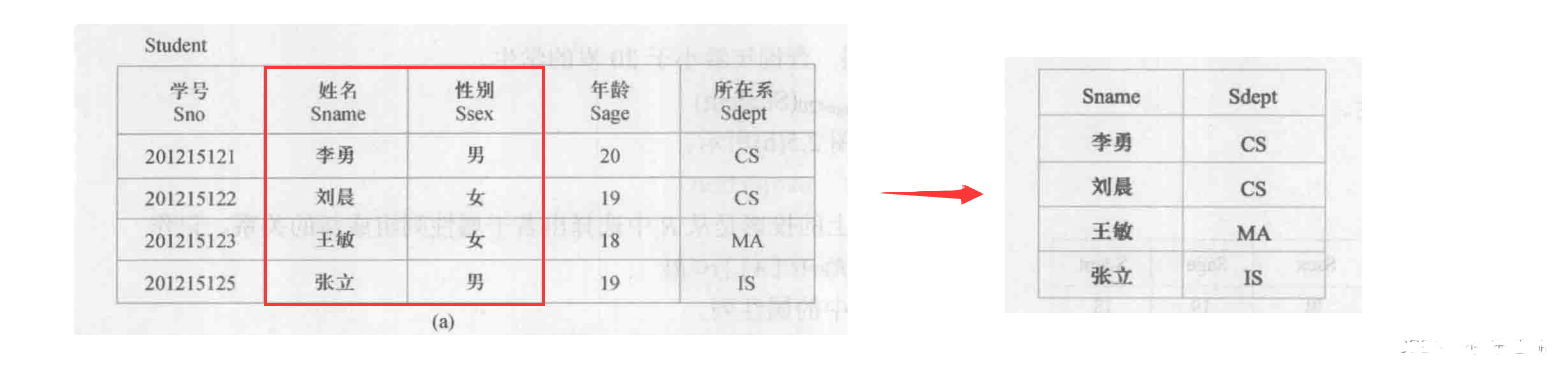 Student
学号 姓名 性别 年龄 所在系
Sno Sname Ssex Sage Sdept
201215121 李勇 男 20 CS
201215122 刘晨 女 19 CS
201215123 王敏 女 18 MA
201215125 张立 男 19 IS
(a)
Sname Sdept
李勇 CS
刘晨 CS
王敏 MA
张立 IS